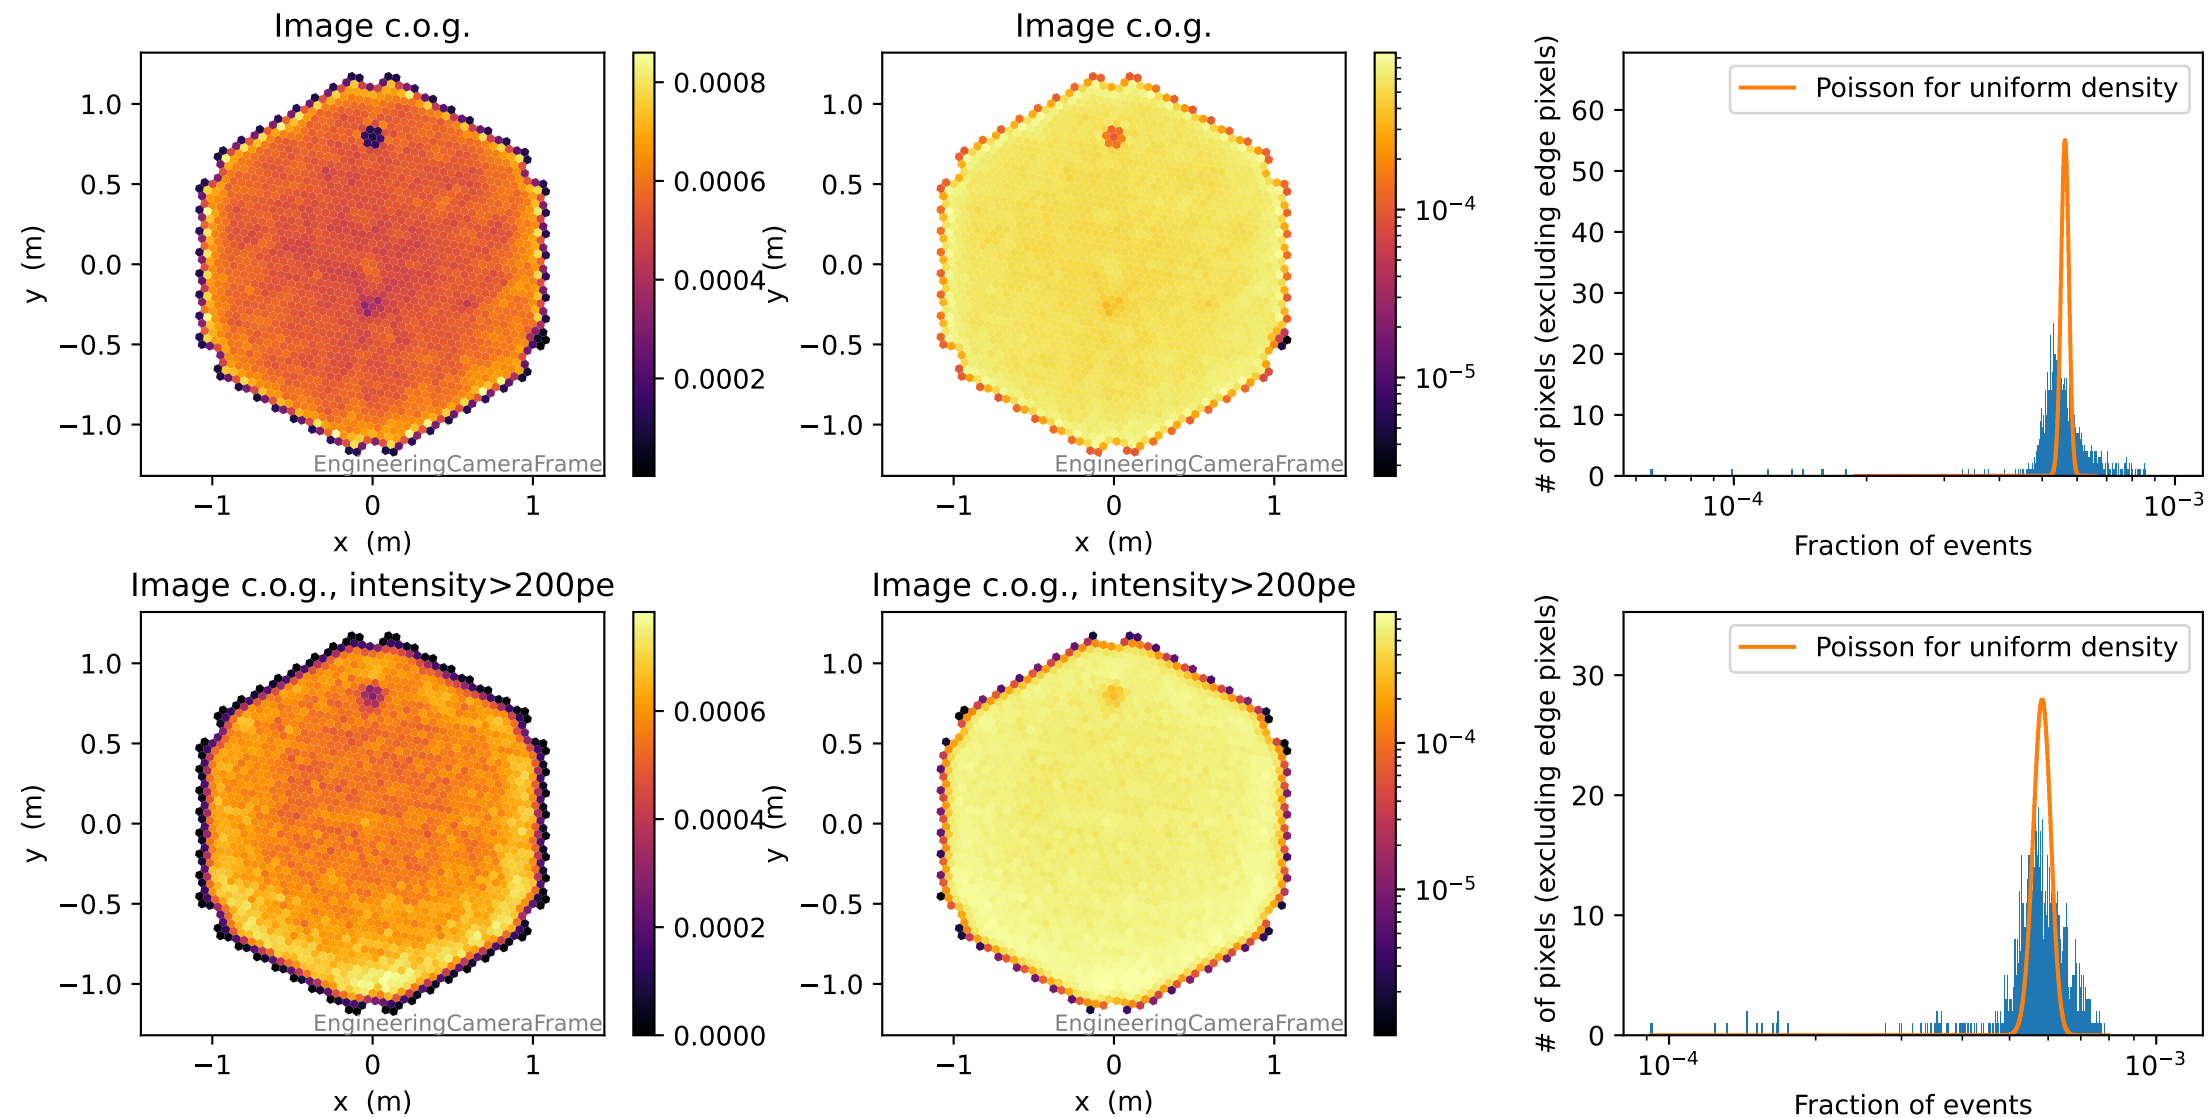 Image c.o.g.
1.0
0.5
0.0
−0.5
−1.0
y (m)
−1
0
1
x (m)
EngineeringCameraFrame
0.0008
0.0006
0.0004
0.0002
Image c.o.g.
1.0
0.5
0.0
−0.5
−1.0
y (m)
−1
0
1
x (m)
EngineeringCameraFrame
10⁻⁴
10⁻⁵
# of pixels (excluding edge pixels)
60
50
40
30
20
10
0
Poisson for uniform density
10⁻⁴
10⁻³
Fraction of events
Image c.o.g., intensity>200pe
1.0
0.5
0.0
−0.5
−1.0
y (m)
−1
0
1
x (m)
EngineeringCameraFrame
0.0006
0.0004
0.0002
0.0000
Image c.o.g., intensity>200pe
1.0
0.5
0.0
−0.5
−1.0
y (m)
−1
0
1
x (m)
EngineeringCameraFrame
10⁻⁴
10⁻⁵
# of pixels (excluding edge pixels)
30
20
10
0
Poisson for uniform density
10⁻⁴
10⁻³
Fraction of events